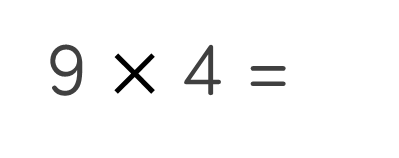 9 × 4 =